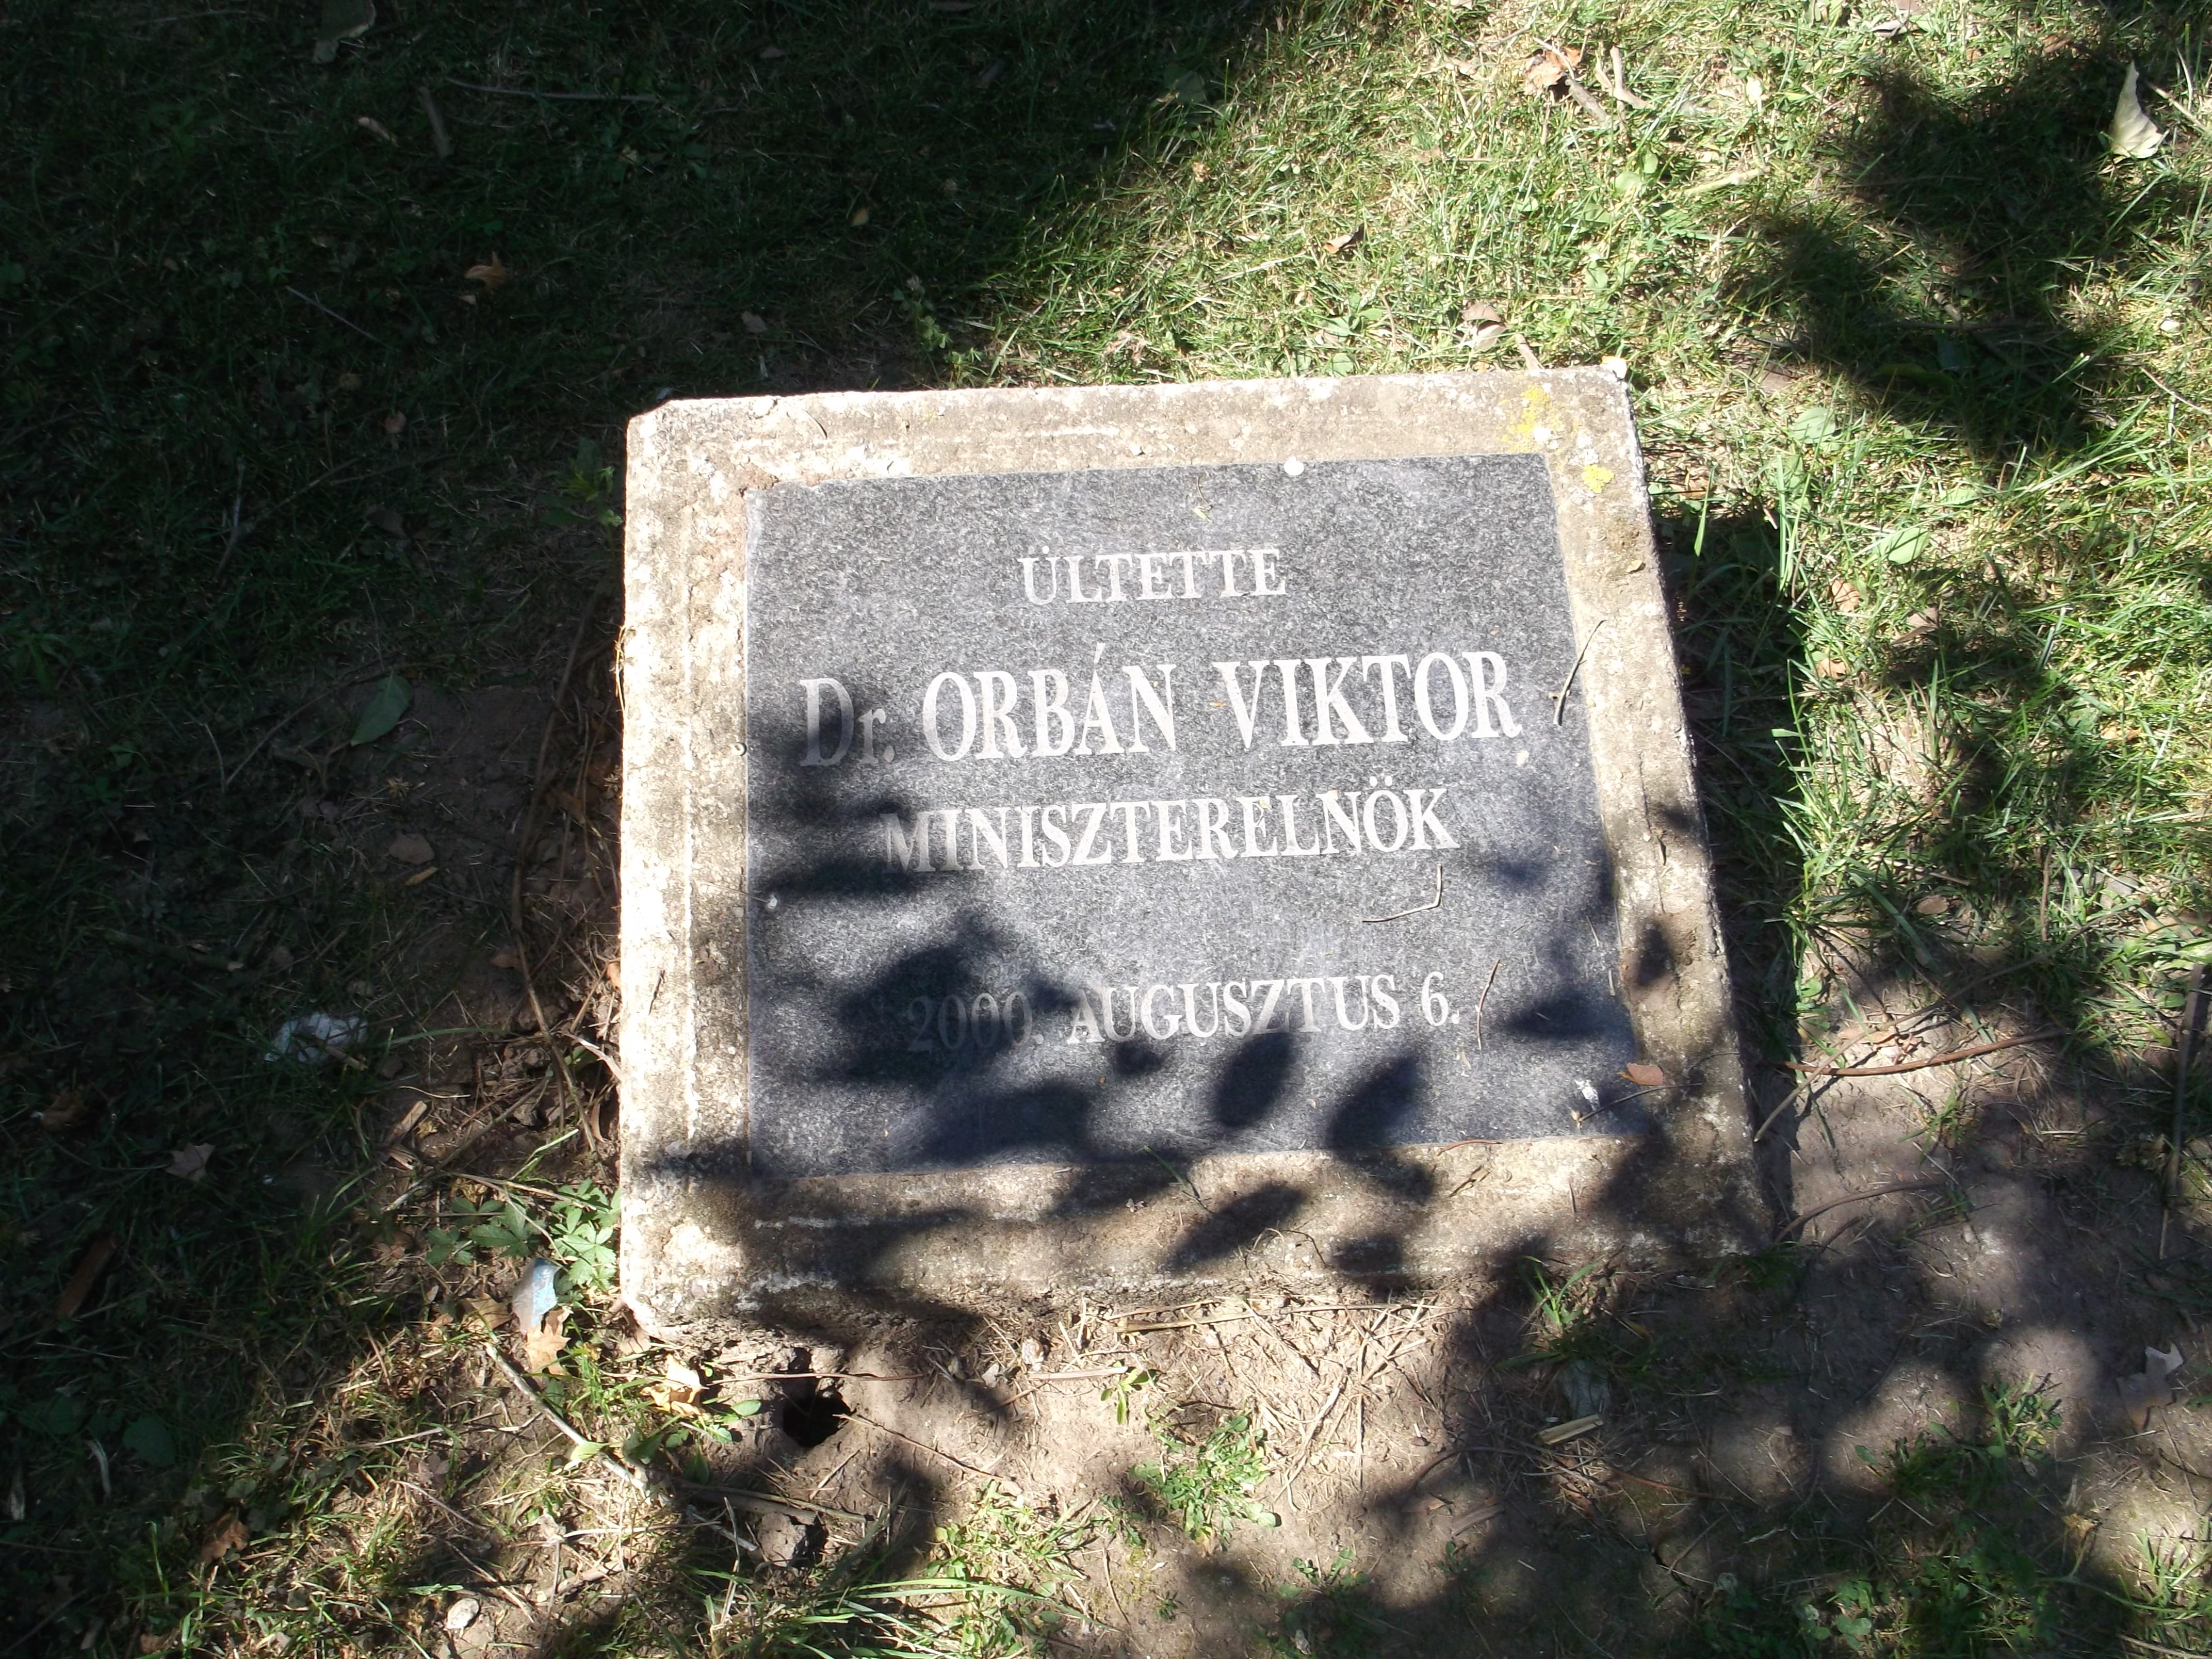 ÜLTETTE
Dr. ORBÁN VIKTOR
MINISZTERELNÖK
2000. AUGUSZTUS 6.